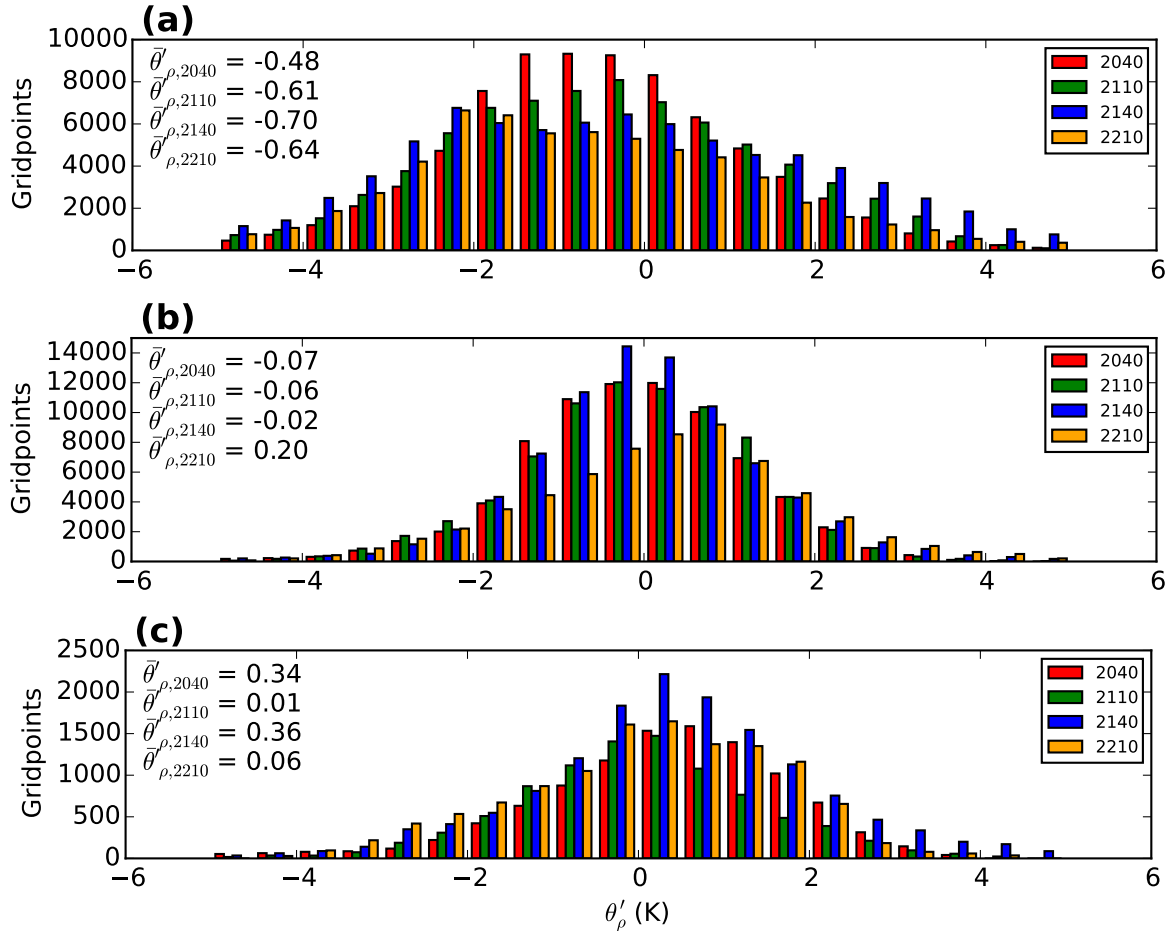 (a)
10000
8000
6000
4000
2000
0
Gridpoints
θ̄′ρ,2040 = -0.48
θ̄′ρ,2110 = -0.61
θ̄′ρ,2140 = -0.70
θ̄′ρ,2210 = -0.64
2040
2110
2140
2210
−6 −4 −2 0 2 4 6
(b)
14000
12000
10000
8000
6000
4000
2000
0
Gridpoints
θ̄′ρ,2040 = -0.07
θ̄′ρ,2110 = -0.06
θ̄′ρ,2140 = -0.02
θ̄′ρ,2210 = 0.20
2040
2110
2140
2210
−6 −4 −2 0 2 4 6
(c)
2500
2000
1500
1000
500
0
Gridpoints
θ̄′ρ,2040 = 0.34
θ̄′ρ,2110 = 0.01
θ̄′ρ,2140 = 0.36
θ̄′ρ,2210 = 0.06
2040
2110
2140
2210
−6 −4 −2 0 2 4 6
θ′ρ (K)